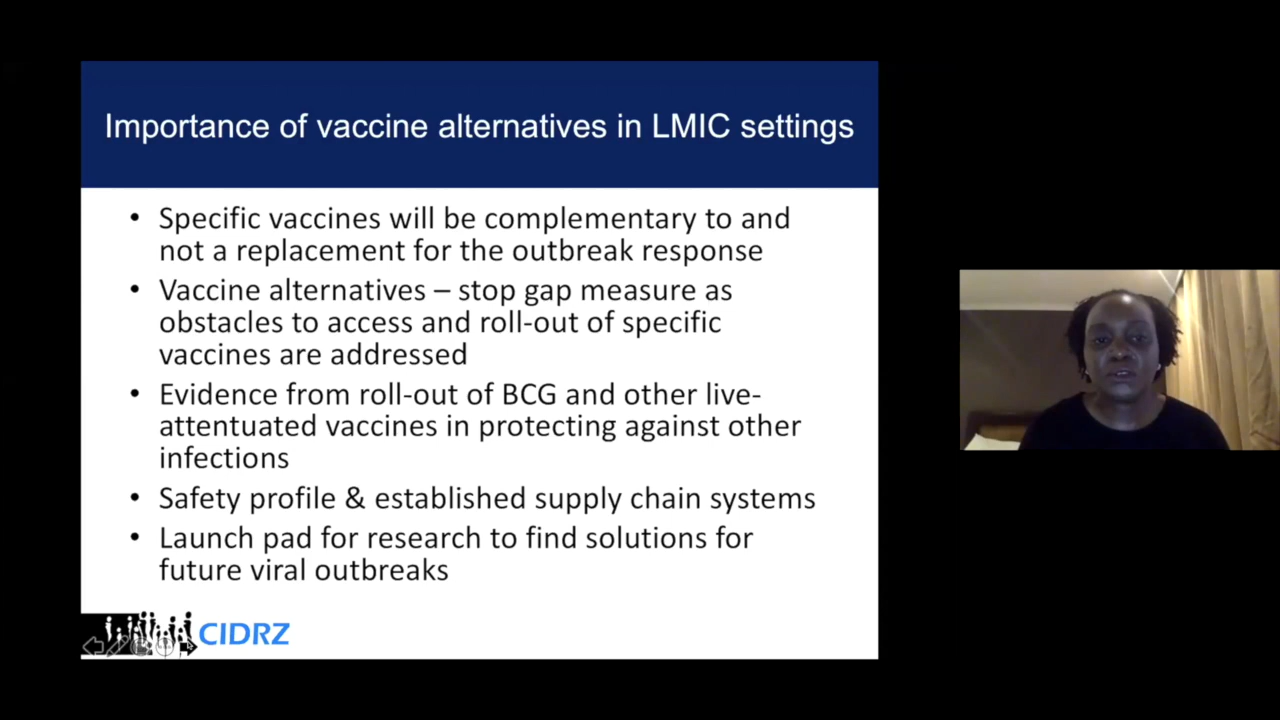 Importance of vaccine alternatives in LMIC settings
• Specific vaccines will be complementary to and
not a replacement for the outbreak response
• Vaccine alternatives – stop gap measure as
obstacles to access and roll-out of specific
vaccines are addressed
• Evidence from roll-out of BCG and other live-
attentuated vaccines in protecting against other
infections
• Safety profile & established supply chain systems
• Launch pad for research to find solutions for
future viral outbreaks
CIDRZ